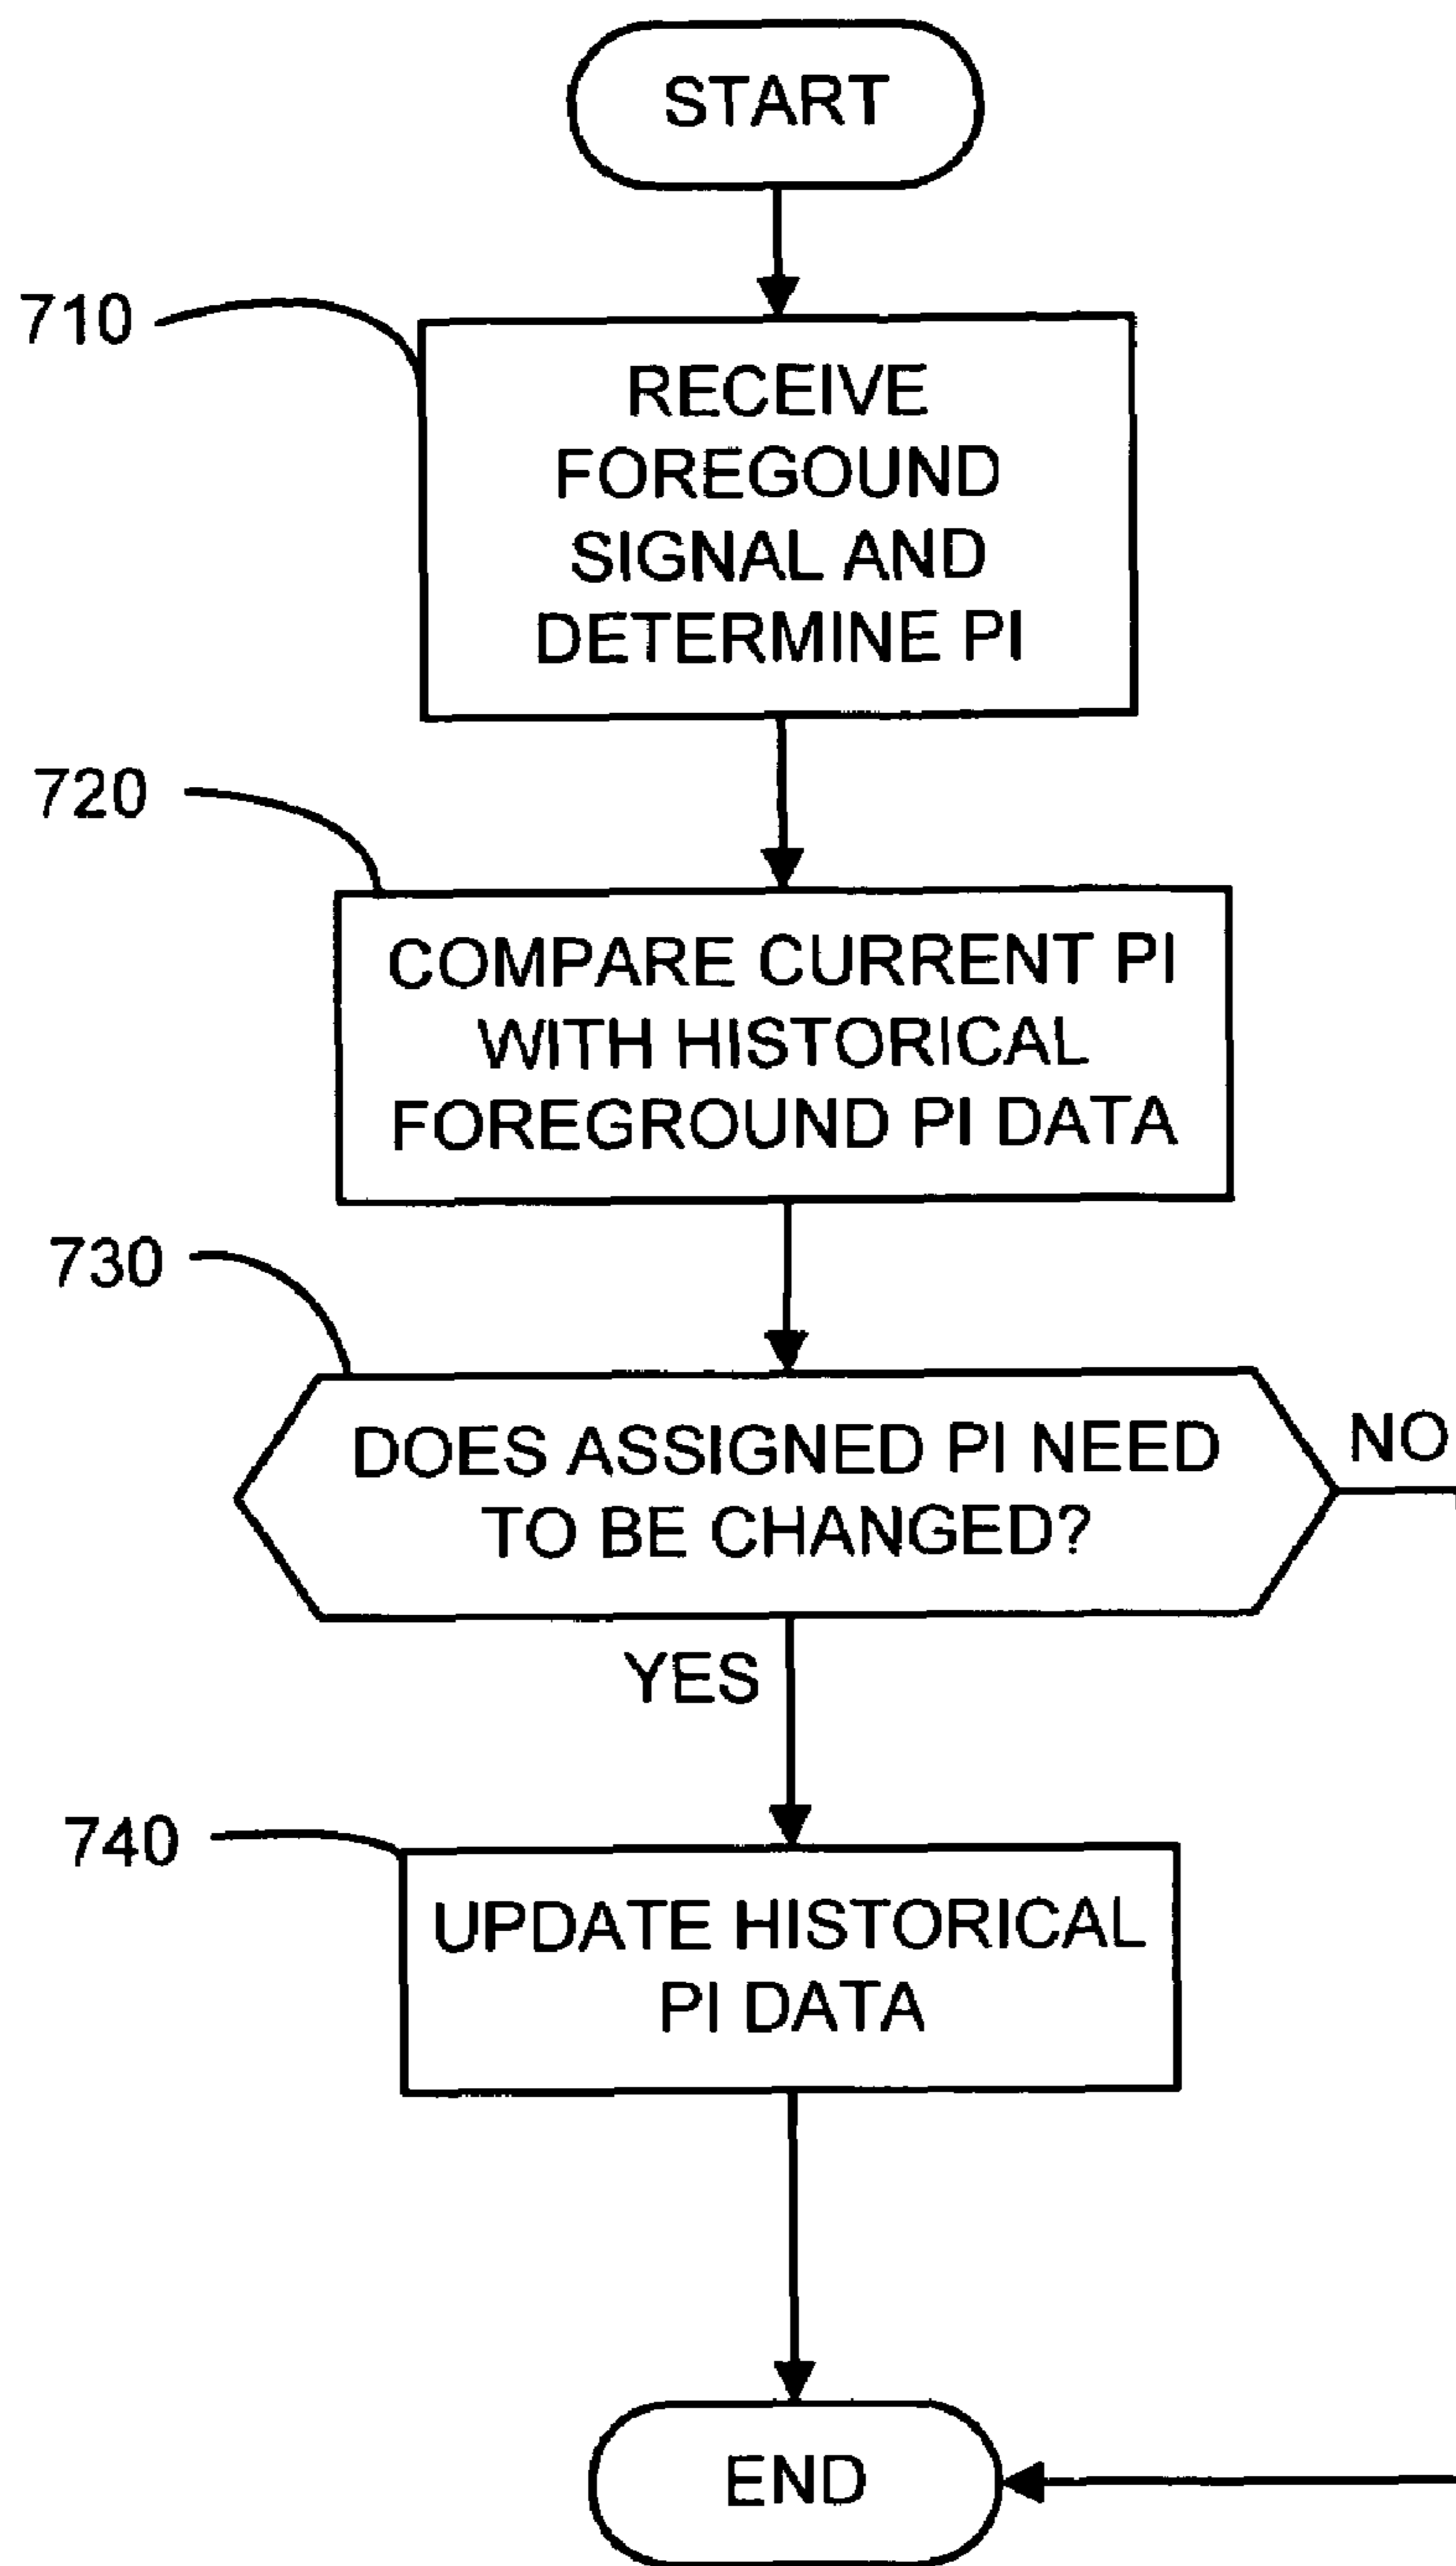 START
710
RECEIVE
FOREGOUND
SIGNAL AND
DETERMINE PI
720
COMPARE CURRENT PI
WITH HISTORICAL
FOREGROUND PI DATA
730
DOES ASSIGNED PI NEED
TO BE CHANGED?
NO
YES
740
UPDATE HISTORICAL
PI DATA
END